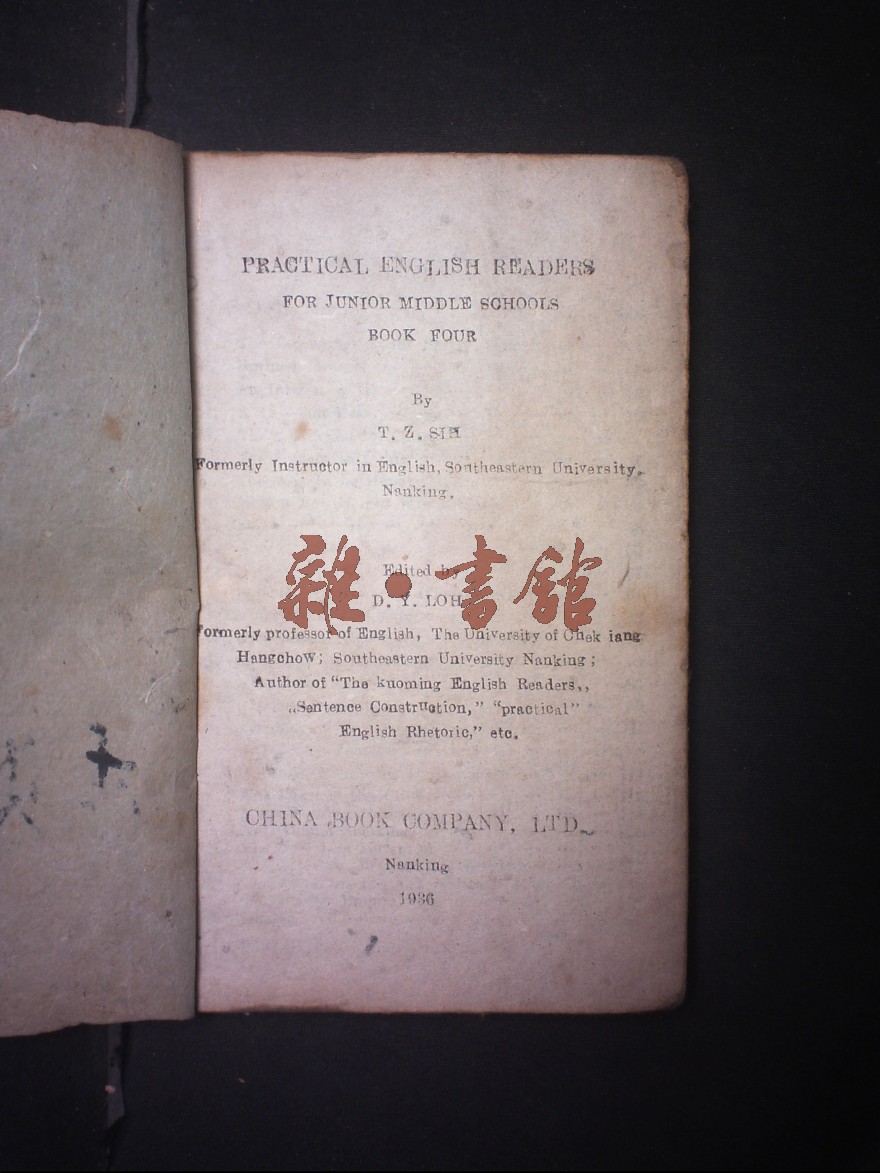 PRACTICAL ENGLISH READERS
FOR JUNIOR MIDDLE SCHOOLS
BOOK FOUR
By
T. Z. SIH
Formerly Instructor in English, Southeastern University,
Nanking.
Edited by
D. Y. LOH
雜·書館
Formerly professor of English, The University of Chek iang
HangchoW; Southeastern University Nanking;
Author of "The kuoming English Readers,,
„Sentence Construction," "practical"
English Rhetoric," etc.
CHINA BOOK COMPANY, LTD.
Nanking
1936